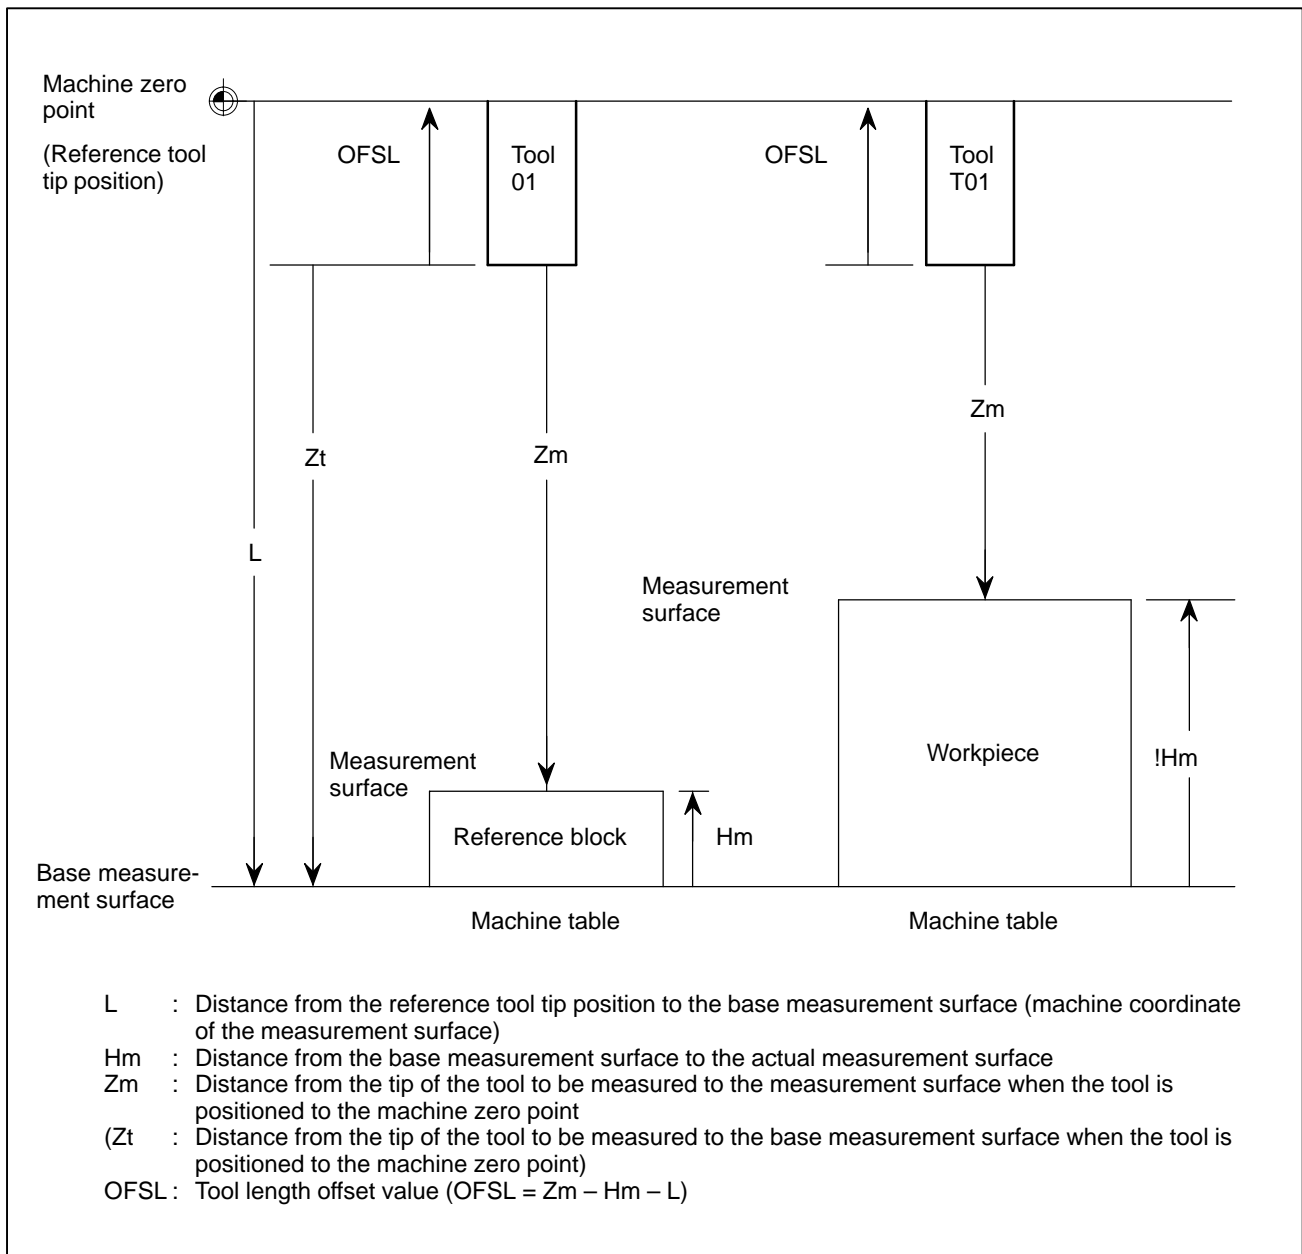 Machine zero
point
(Reference tool
tip position)
OFSL
Tool
01
OFSL
Tool
T01
Zt
Zm
Zm
L
Measurement
surface
Measurement
surface
Workpiece
!Hm
Reference block
Hm
Base measure-
ment surface
Machine table
Machine table
L : Distance from the reference tool tip position to the base measurement surface (machine coordinate
of the measurement surface)
Hm : Distance from the base measurement surface to the actual measurement surface
Zm : Distance from the tip of the tool to be measured to the measurement surface when the tool is
positioned to the machine zero point
(Zt : Distance from the tip of the tool to be measured to the base measurement surface when the tool is
positioned to the machine zero point)
OFSL : Tool length offset value (OFSL = Zm – Hm – L)